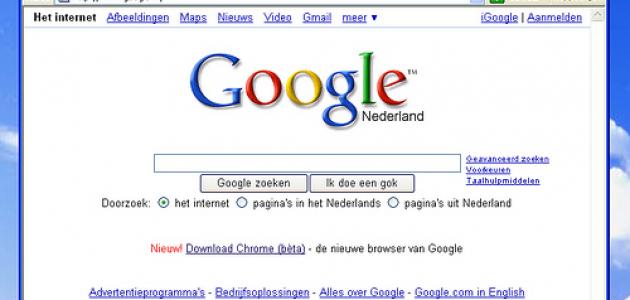 Het internet Afbeeldingen Maps Nieuws Video Gmail meer ▼ iGoogle | Aanmelden
Google™
Nederland
Geavanceerd zoeken
Voorkeuren
Taalhulpmiddelen
Google zoeken Ik doe een gok
Doorzoek: het internet pagina's in het Nederlands pagina's uit Nederland
Nieuw! Download Chrome (bèta) - de nieuwe browser van Google
Advertentieprogramma's - Bedrijfsoplossingen - Alles over Google - Google.com in English